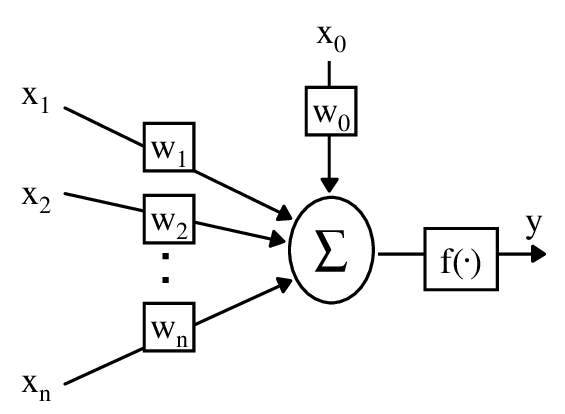 x₀
x₁
w₀
w₁
x₂
w₂
y
Σ
f(·)
wₙ
xₙ